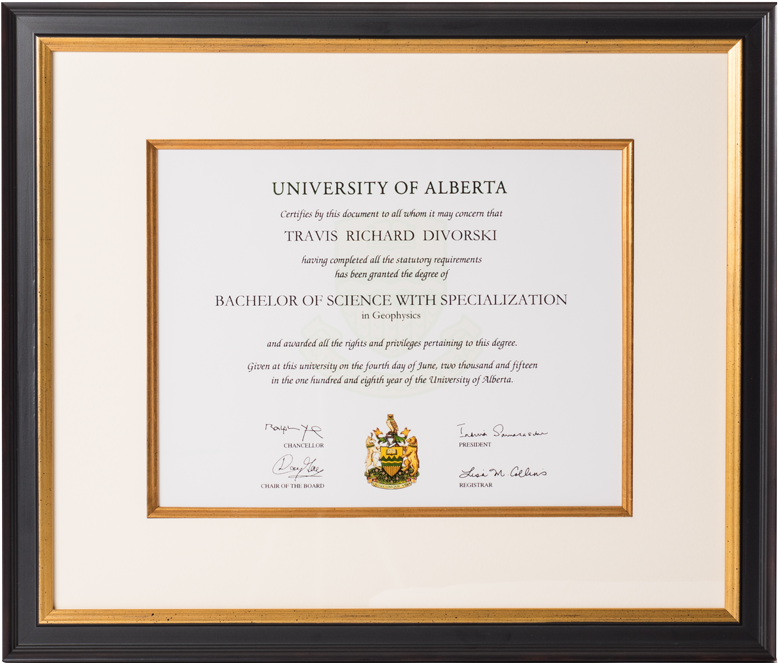 UNIVERSITY OF ALBERTA
Certifies by this document to all whom it may concern that
TRAVIS RICHARD DIVORSKI
having completed all the statutory requirements
has been granted the degree of
BACHELOR OF SCIENCE WITH SPECIALIZATION
in Geophysics
and awarded all the rights and privileges pertaining to this degree.
Given at this university on the fourth day of June, two thousand and fifteen
in the one hundred and eighth year of the University of Alberta.
CHANCELLOR
PRESIDENT
Lisa M Collins
CHAIR OF THE BOARD
REGISTRAR